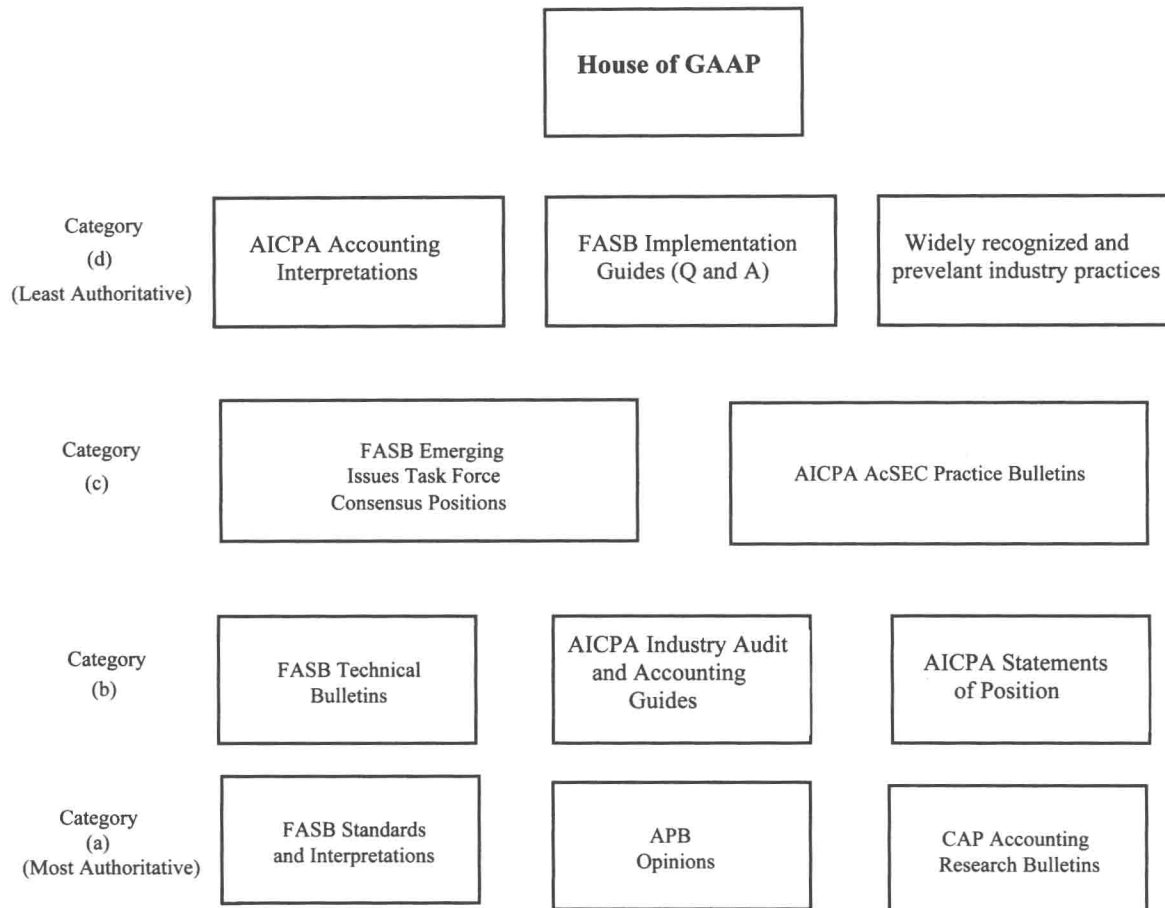 House of GAAP
Category
(d)
(Least Authoritative)
AICPA Accounting
Interpretations
FASB Implementation
Guides (Q and A)
Widely recognized and
prevelant industry practices
Category
(c)
FASB Emerging
Issues Task Force
Consensus Positions
AICPA AcSEC Practice Bulletins
Category
(b)
FASB Technical
Bulletins
AICPA Industry Audit
and Accounting
Guides
AICPA Statements
of Position
Category
(a)
(Most Authoritative)
FASB Standards
and Interpretations
APB
Opinions
CAP Accounting
Research Bulletins